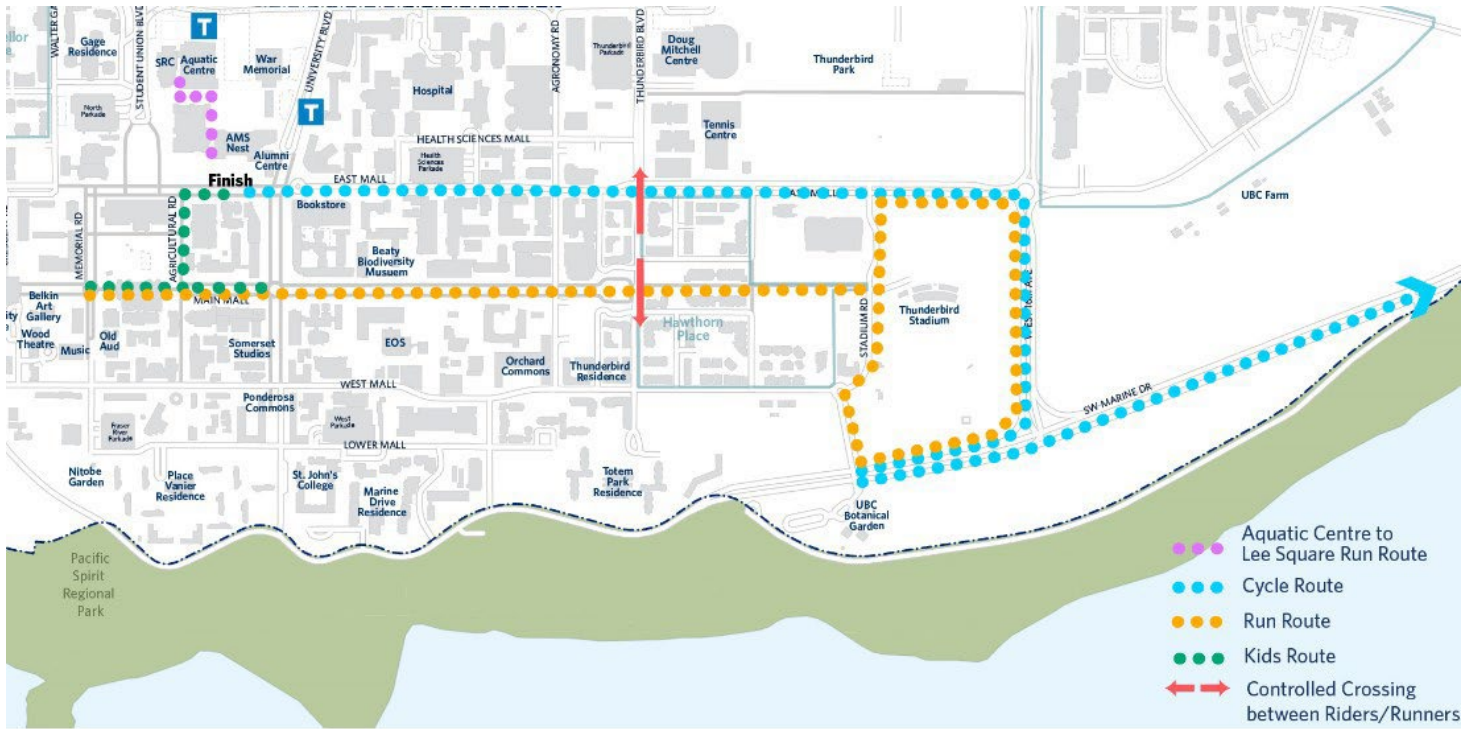 WALTER GA
Gage
Residence
STUDENT UNION BLVD
T
SRC
Aquatic
Centre
War
Memorial
UNIVERSITY BLVD
T
Hospital
AGRONOMY RD
Thunderbird
Parkade
THUNDERBIRD BLVD
Doug
Mitchell
Centre
Thunderbird
Park
North
Parkade
AMS
Nest
Alumni
Centre
HEALTH SCIENCES MALL
Health
Sciences
Parkade
Tennis
Centre
Finish
EAST MALL
Bookstore
UBC Farm
MEMORIAL RD
AGRICULTURAL RD
Beaty
Biodiversity
Musuem
MAIN MALL
Belkin
Art
Gallery
Wood
Theatre
Music
Old
Aud
Somerset
Studios
EOS
Orchard
Commons
Thunderbird
Residence
Hawthorn
Place
STADIUM RD
Thunderbird
Stadium
WEST MALL
SW MARINE DR
Ponderosa
Commons
Fraser
River
Parkade
West
Parkade
LOWER MALL
Nitobe
Garden
Place
Vanier
Residence
St. John's
College
Marine
Drive
Residence
Totem
Park
Residence
UBC
Botanical
Garden
Pacific
Spirit
Regional
Park
Aquatic Centre to
Lee Square Run Route
Cycle Route
Run Route
Kids Route
Controlled Crossing
between Riders/Runners